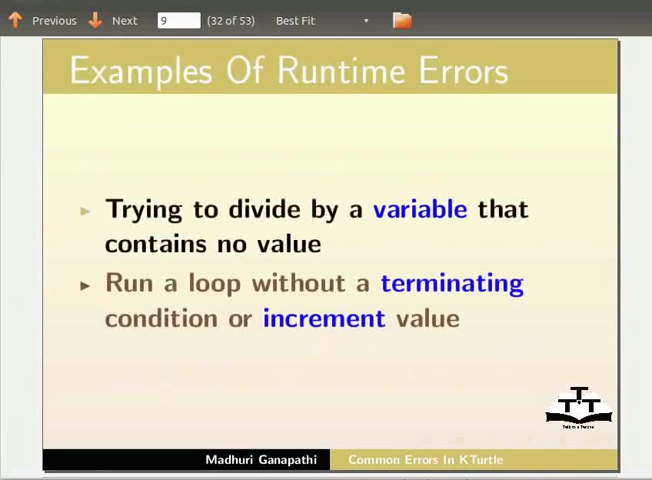 Previous Next 9 (32 of 53) Best Fit
Examples Of Runtime Errors
Trying to divide by a variable that
contains no value
Run a loop without a terminating
condition or increment value
Madhuri Ganapathi Common Errors In KTurtle